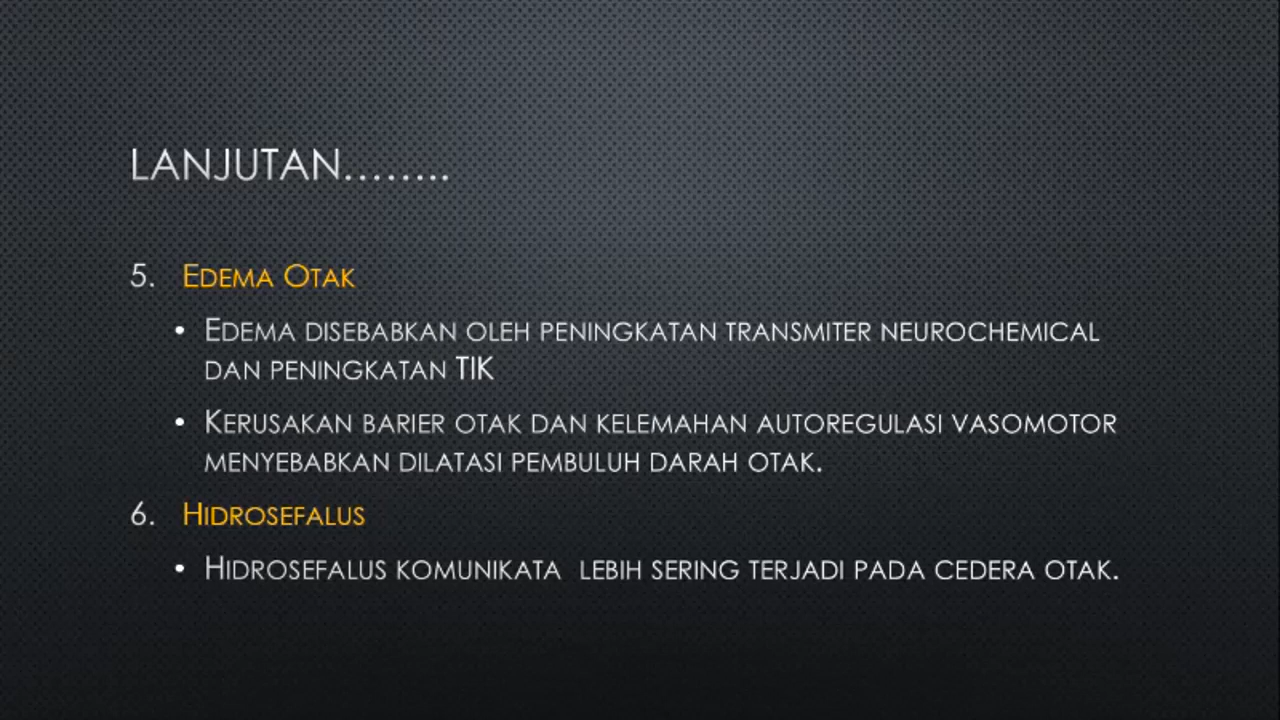 LANJUTAN........
5. EDEMA OTAK
• EDEMA DISEBABKAN OLEH PENINGKATAN TRANSMITER NEUROCHEMICAL
DAN PENINGKATAN TIK
• KERUSAKAN BARIER OTAK DAN KELEMAHAN AUTOREGULASI VASOMOTOR
MENYEBABKAN DILATASI PEMBULUH DARAH OTAK.
6. HIDROSEFALUS
• HIDROSEFALUS KOMUNIKATA LEBIH SERING TERJADI PADA CEDERA OTAK.